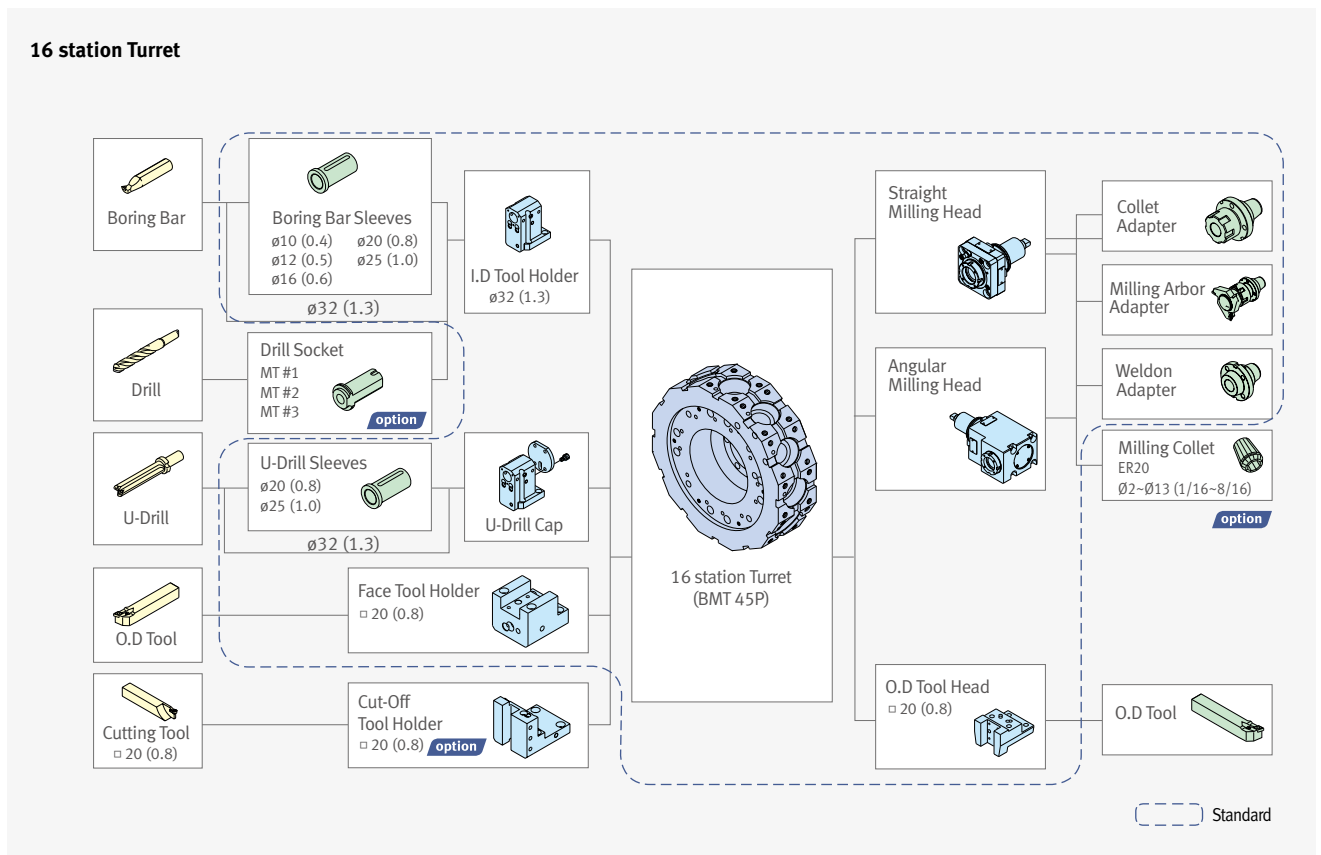 16 station Turret
Boring Bar
Boring Bar Sleeves
ø10 (0.4) ø20 (0.8)
ø12 (0.5) ø25 (1.0)
ø16 (0.6)
ø32 (1.3)
I.D Tool Holder
ø32 (1.3)
Drill
Drill Socket
MT #1
MT #2
MT #3
option
U-Drill
U-Drill Sleeves
ø20 (0.8)
ø25 (1.0)
ø32 (1.3)
U-Drill Cap
O.D Tool
Face Tool Holder
□ 20 (0.8)
Cutting Tool
□ 20 (0.8)
Cut-Off
Tool Holder
□ 20 (0.8) option
16 station Turret
(BMT 45P)
Straight
Milling Head
Angular
Milling Head
O.D Tool Head
□ 20 (0.8)
Collet
Adapter
Milling Arbor
Adapter
Weldon
Adapter
Milling Collet
ER20
Ø2~Ø13 (1/16~8/16)
option
O.D Tool
Standard